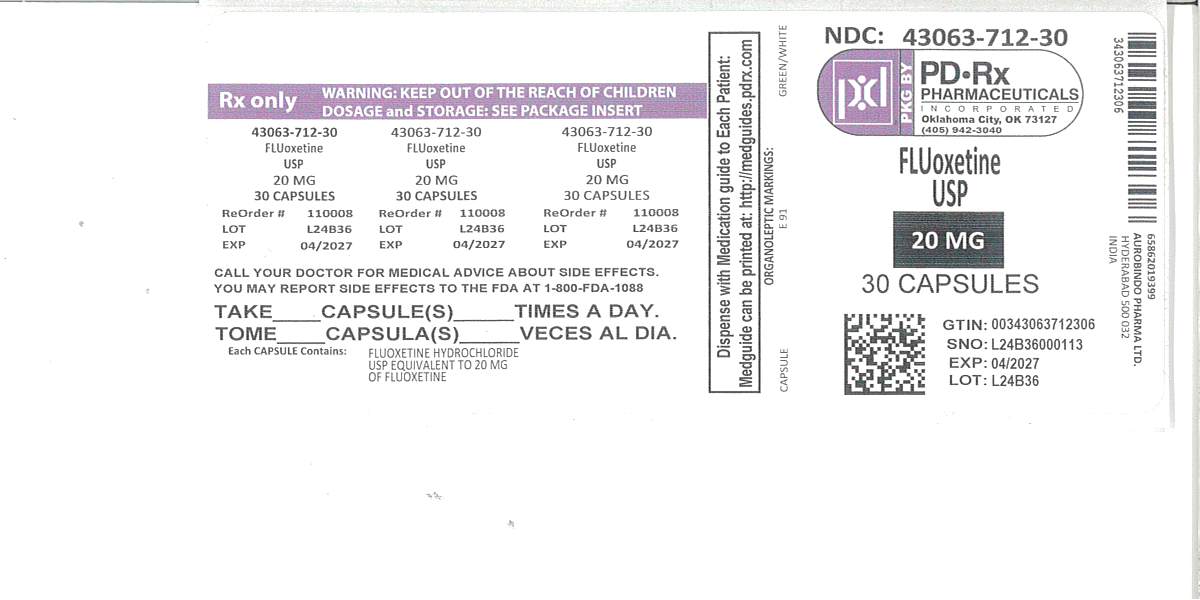 Rx only
WARNING: KEEP OUT OF THE REACH OF CHILDREN
DOSAGE and STORAGE: SEE PACKAGE INSERT
43063-712-30 43063-712-30 43063-712-30
FLUoxetine FLUoxetine FLUoxetine
USP USP USP
20 MG 20 MG 20 MG
30 CAPSULES 30 CAPSULES 30 CAPSULES
ReOrder # 110008 ReOrder # 110008 ReOrder # 110008
LOT L24B36 LOT L24B36 LOT L24B36
EXP 04/2027 EXP 04/2027 EXP 04/2027
CALL YOUR DOCTOR FOR MEDICAL ADVICE ABOUT SIDE EFFECTS.
YOU MAY REPORT SIDE EFFECTS TO THE FDA AT 1-800-FDA-1088
TAKE____CAPSULE(S)_____TIMES A DAY.
TOME____CAPSULA(S)_____VECES AL DIA.
Each CAPSULE Contains:
FLUOXETINE HYDROCHLORIDE
USP EQUIVALENT TO 20 MG
OF FLUOXETINE
Dispense with Medication guide to Each Patient:
Medguide can be printed at: http://medguides.pdrx.com
ORGANOLEPTIC MARKINGS:
CAPSULE E 91 GREEN/WHITE
NDC: 43063-712-30
PKG BY
PD•Rx
PHARMACEUTICALS
INCORPORATED
Oklahoma City, OK 73127
(405) 942-3040
FLUoxetine
USP
20 MG
30 CAPSULES
GTIN: 00343063712306
SNO: L24B36000113
EXP: 04/2027
LOT: L24B36
343063712306
65862019399
AUROBINDO PHARMA LTD.
HYDERABAD 500 032
INDIA